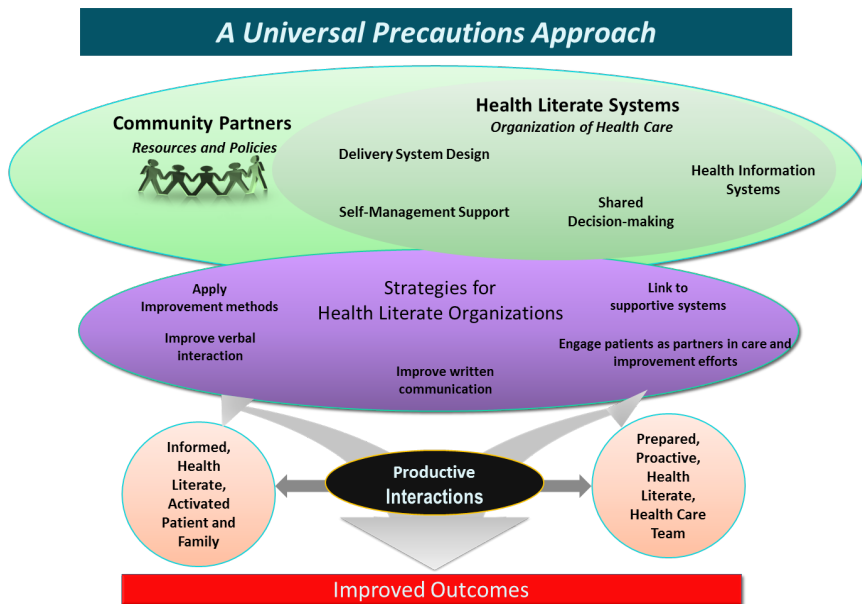 A Universal Precautions Approach
Community Partners
Resources and Policies
Health Literate Systems
Organization of Health Care
Delivery System Design
Health Information
Systems
Self-Management Support
Shared
Decision-making
Strategies for
Health Literate Organizations
Apply
Improvement methods
Improve verbal
interaction
Improve written
communication
Link to
supportive systems
Engage patients as partners in care and
improvement efforts
Informed,
Health
Literate,
Activated
Patient and
Family
Productive
Interactions
Prepared,
Proactive,
Health
Literate,
Health Care
Team
Improved Outcomes